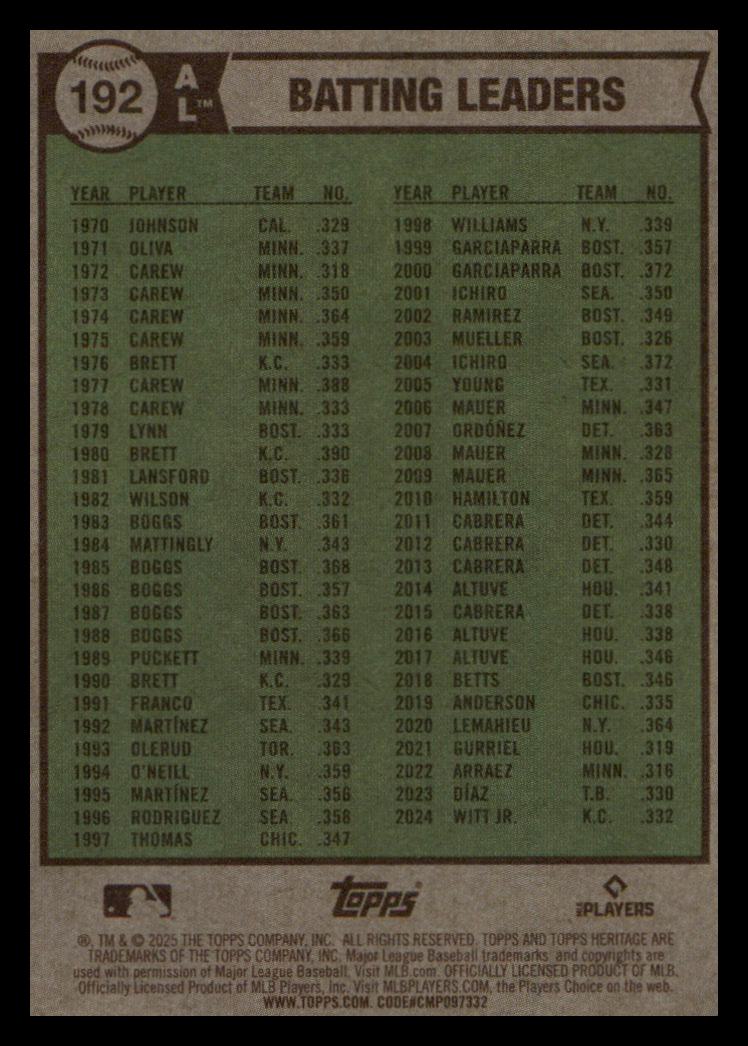 192
AL™
BATTING LEADERS
YEAR PLAYER TEAM NO.
1970 JOHNSON CAL. .329
1971 OLIVA MINN. .337
1972 CAREW MINN. .318
1973 CAREW MINN. .350
1974 CAREW MINN. .364
1975 CAREW MINN. .359
1976 BRETT K.C. .333
1977 CAREW MINN. .388
1978 CAREW MINN. .333
1979 LYNN BOST. .333
1980 BRETT K.C. .390
1981 LANSFORD BOST. .336
1982 WILSON K.C. .332
1983 BOGGS BOST. .361
1984 MATTINGLY N.Y. .343
1985 BOGGS BOST. .368
1986 BOGGS BOST. .357
1987 BOGGS BOST. .363
1988 BOGGS BOST. .366
1989 PUCKETT MINN. .339
1990 BRETT K.C. .329
1991 FRANCO TEX. .341
1992 MARTÍNEZ SEA. .343
1993 OLERUD TOR. .363
1994 O'NEILL N.Y. .359
1995 MARTÍNEZ SEA. .356
1996 RODRIGUEZ SEA. .358
1997 THOMAS CHIC. .347
YEAR PLAYER TEAM NO.
1998 WILLIAMS N.Y. .339
1999 GARCIAPARRA BOST. .357
2000 GARCIAPARRA BOST. .372
2001 ICHIRO SEA. .350
2002 RAMIREZ BOST. .349
2003 MUELLER BOST. .326
2004 ICHIRO SEA. .372
2005 YOUNG TEX. .331
2006 MAUER MINN. .347
2007 ORDÓÑEZ DET. .363
2008 MAUER MINN. .328
2009 MAUER MINN. .365
2010 HAMILTON TEX. .359
2011 CABRERA DET. .344
2012 CABRERA DET. .330
2013 CABRERA DET. .348
2014 ALTUVE HOU. .341
2015 CABRERA DET. .338
2016 ALTUVE HOU. .338
2017 ALTUVE HOU. .346
2018 BETTS BOST. .346
2019 ANDERSON CHIC. .335
2020 LEMAHIEU N.Y. .364
2021 GURRIEL HOU. .319
2022 ARRAEZ MINN. .316
2023 DÍAZ T.B. .330
2024 WITT JR. K.C. .332
Topps
PLAYERS
®, TM & © 2025 THE TOPPS COMPANY, INC. ALL RIGHTS RESERVED. TOPPS AND TOPPS HERITAGE ARE
TRADEMARKS OF THE TOPPS COMPANY, INC. Major League Baseball trademarks and copyrights are
used with permission of Major League Baseball. Visit MLB.com. OFFICIALLY LICENSED PRODUCT OF MLB.
Officially Licensed Product of MLB Players, Inc. Visit MLBPLAYERS.COM, the Players Choice on the web.
WWW.TOPPS.COM. CODE#CMP097332